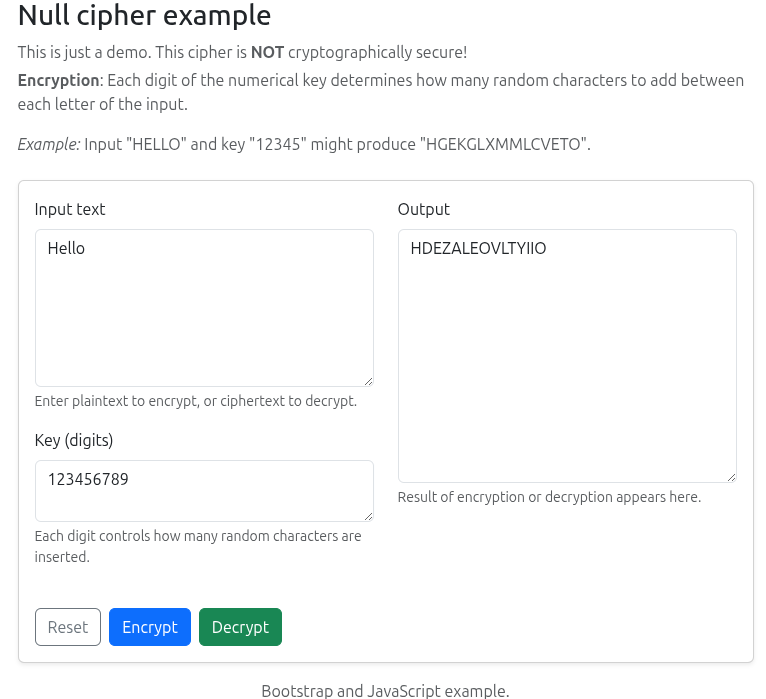 Null cipher example
This is just a demo. This cipher is NOT cryptographically secure!
Encryption: Each digit of the numerical key determines how many random characters to add between
each letter of the input.
Example: Input "HELLO" and key "12345" might produce "HGEKGLXMMLCVETO".
Input text
Hello
Enter plaintext to encrypt, or ciphertext to decrypt.
Key (digits)
123456789
Each digit controls how many random characters are
inserted.
Output
HDEZALEOVLTYIIO
Result of encryption or decryption appears here.
Reset
Encrypt
Decrypt
Bootstrap and JavaScript example.